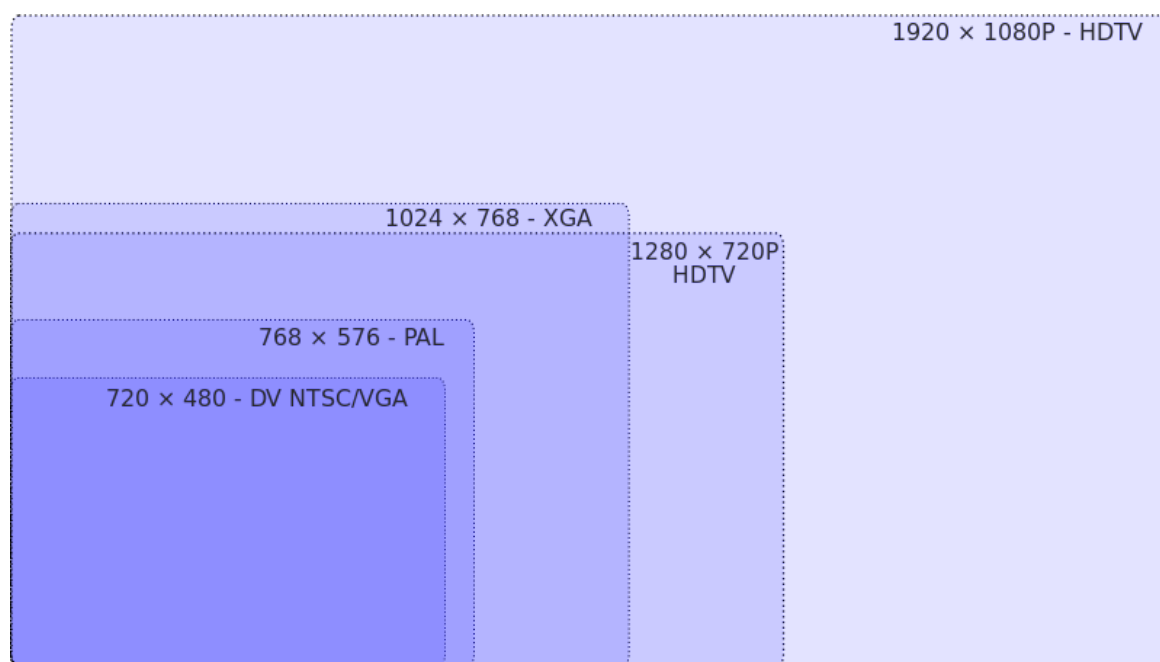 1920 × 1080P - HDTV
1024 × 768 - XGA
1280 × 720P
HDTV
768 × 576 - PAL
720 × 480 - DV NTSC/VGA